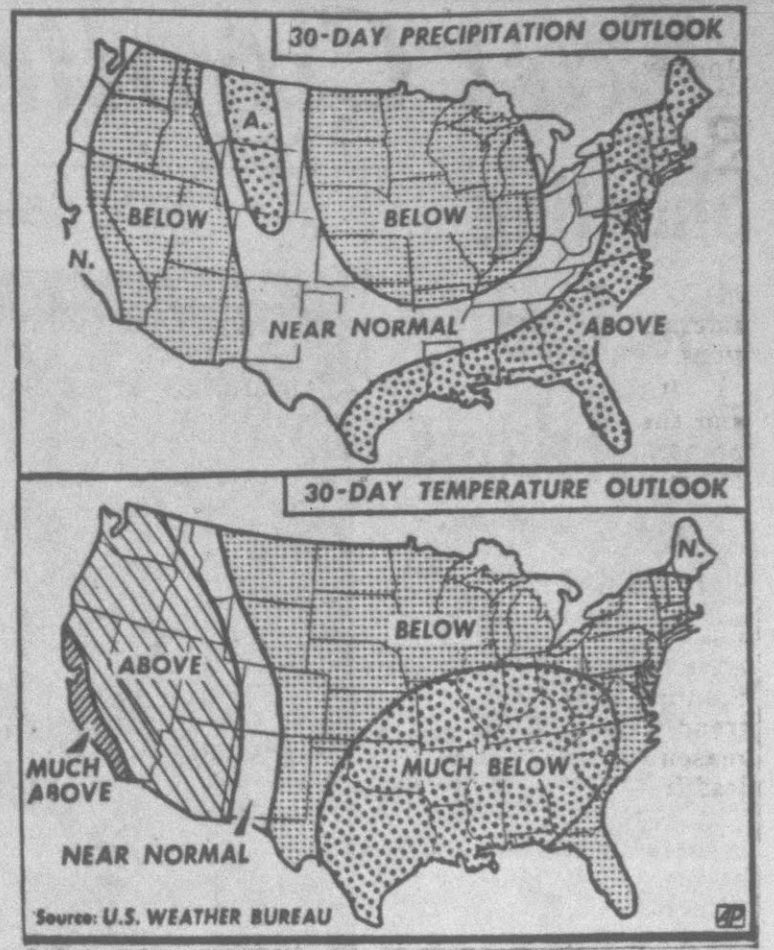 30-DAY PRECIPITATION OUTLOOK
A.
BELOW
BELOW
N.
NEAR NORMAL
ABOVE
30-DAY TEMPERATURE OUTLOOK
N.
BELOW
ABOVE
MUCH BELOW
MUCH
ABOVE
NEAR NORMAL
Source: U.S. WEATHER BUREAU
AP